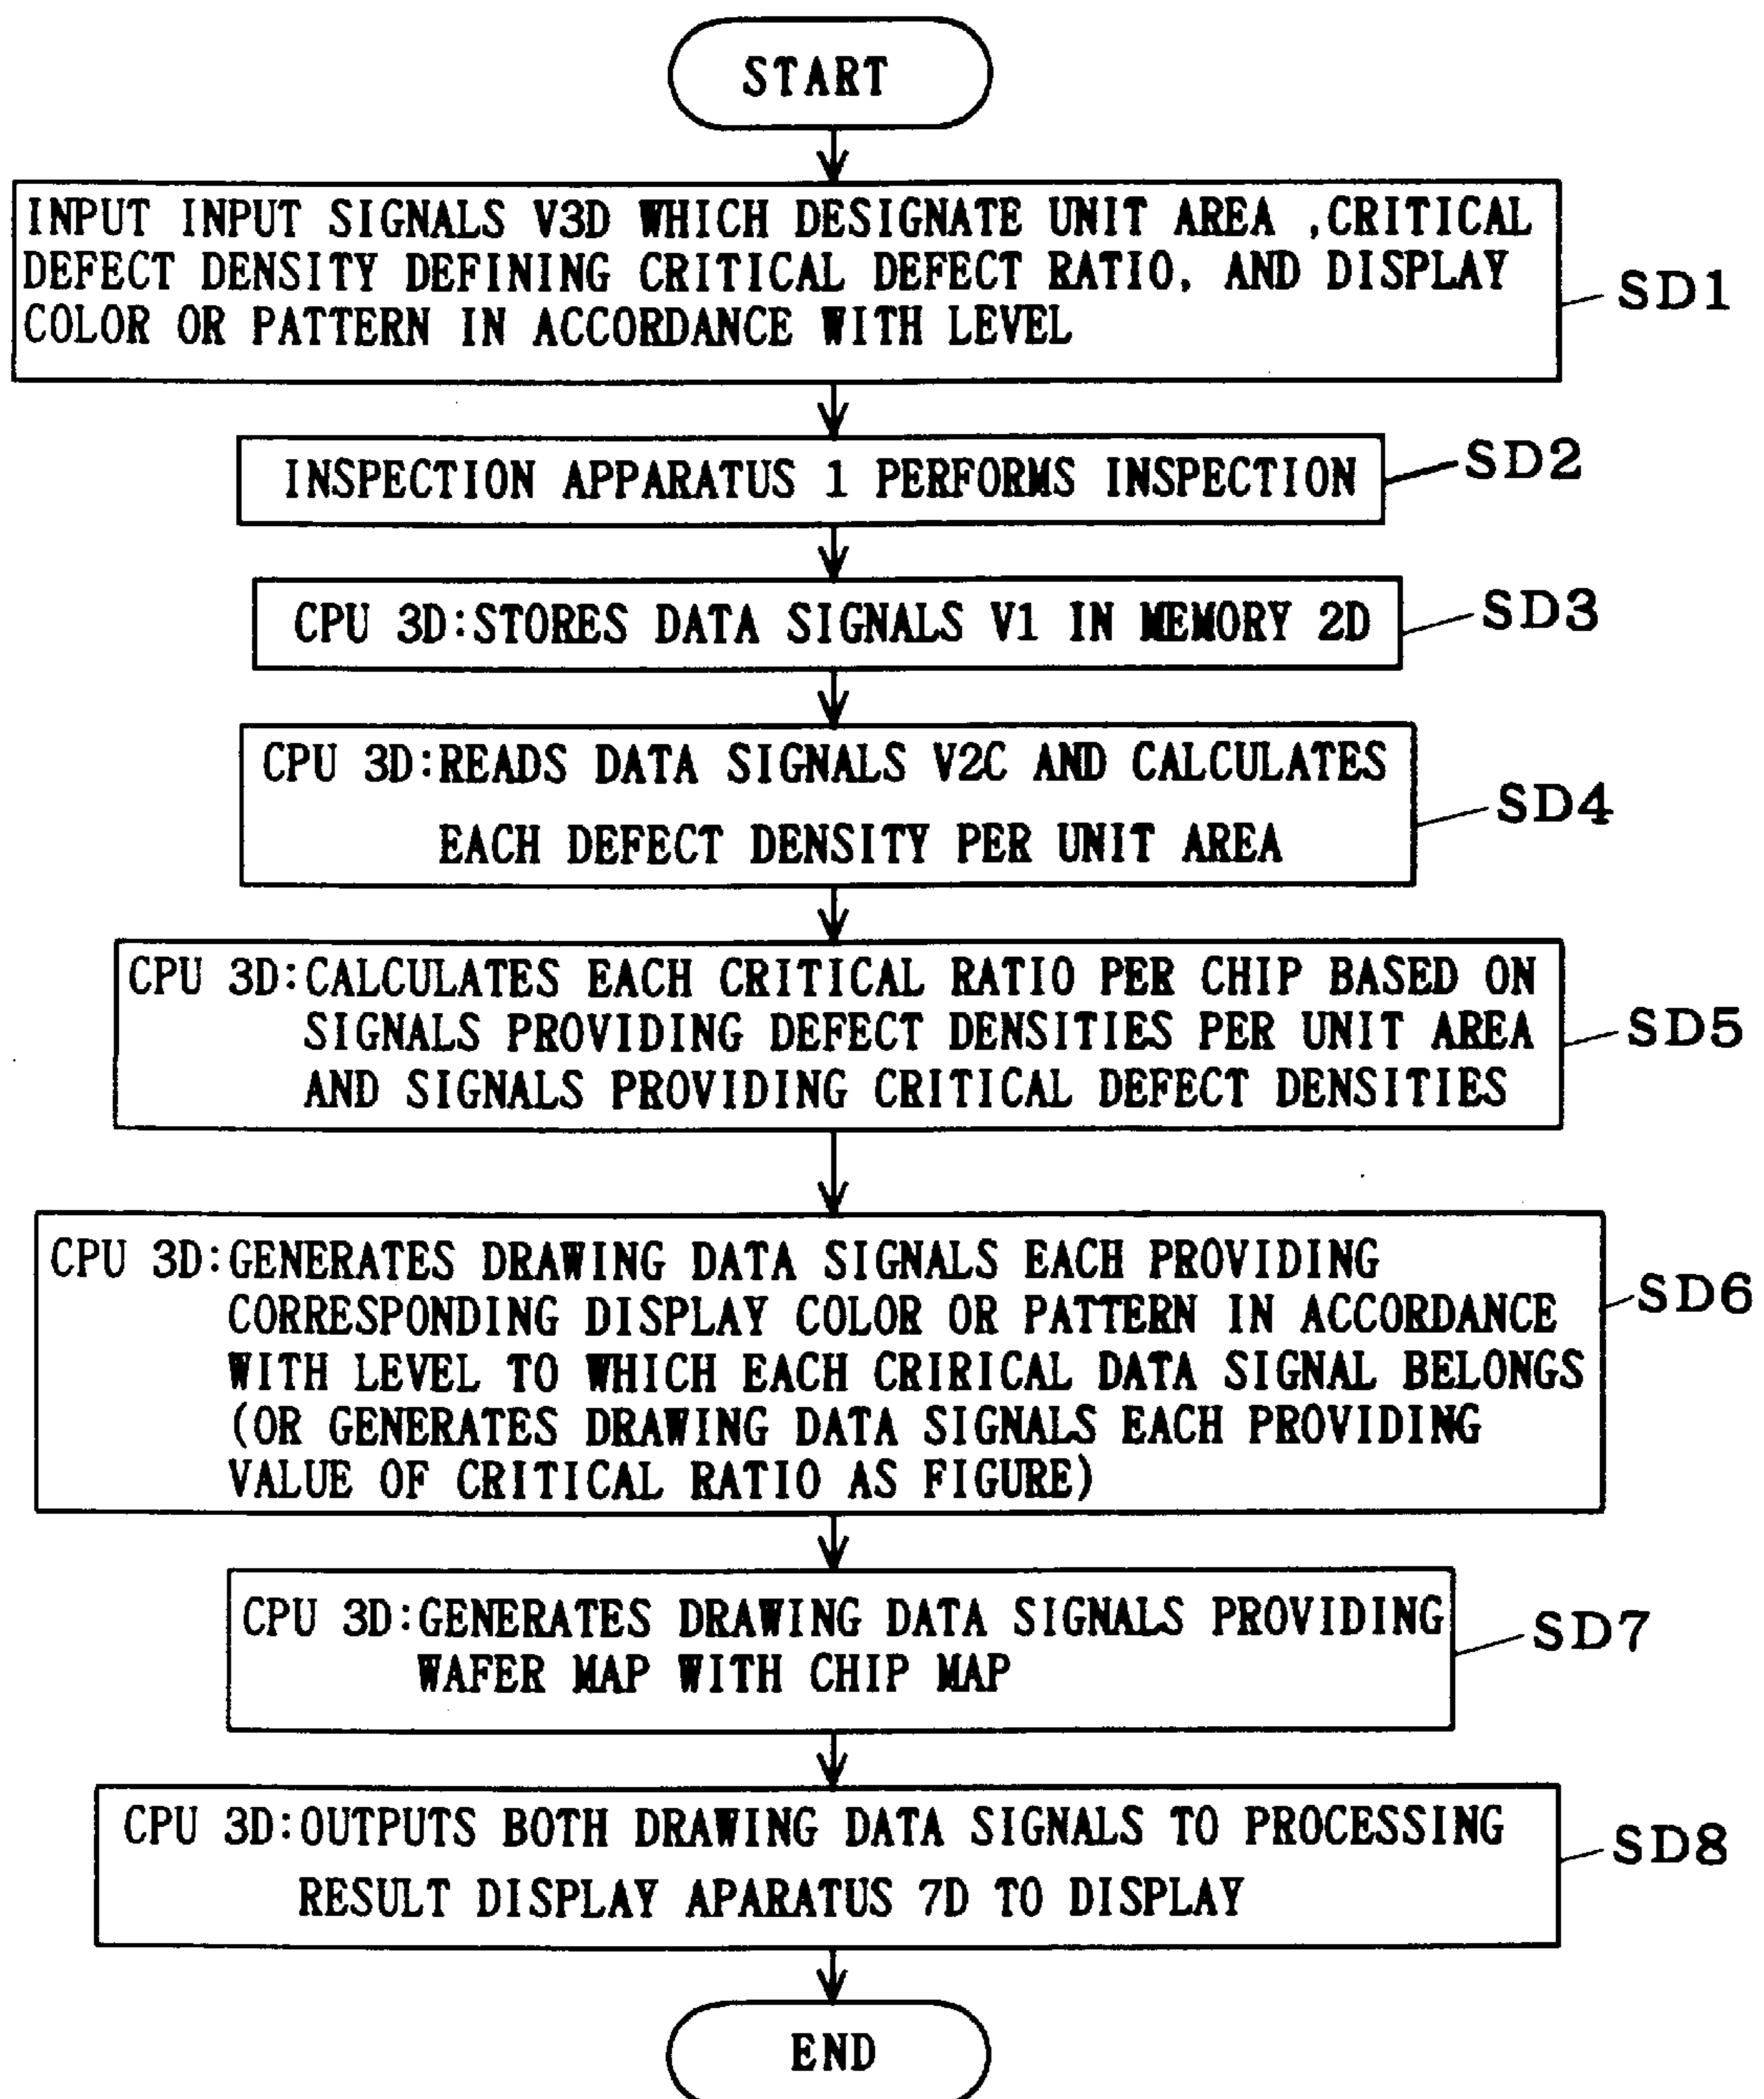 START
INPUT INPUT SIGNALS V3D WHICH DESIGNATE UNIT AREA ,CRITICAL
DEFECT DENSITY DEFINING CRITICAL DEFECT RATIO, AND DISPLAY
COLOR OR PATTERN IN ACCORDANCE WITH LEVEL
SD1
INSPECTION APPARATUS 1 PERFORMS INSPECTION
SD2
CPU 3D:STORES DATA SIGNALS V1 IN MEMORY 2D
SD3
CPU 3D:READS DATA SIGNALS V2C AND CALCULATES
EACH DEFECT DENSITY PER UNIT AREA
SD4
CPU 3D:CALCULATES EACH CRITICAL RATIO PER CHIP BASED ON
SIGNALS PROVIDING DEFECT DENSITIES PER UNIT AREA
AND SIGNALS PROVIDING CRITICAL DEFECT DENSITIES
SD5
CPU 3D:GENERATES DRAWING DATA SIGNALS EACH PROVIDING
CORRESPONDING DISPLAY COLOR OR PATTERN IN ACCORDANCE
WITH LEVEL TO WHICH EACH CRIRICAL DATA SIGNAL BELONGS
(OR GENERATES DRAWING DATA SIGNALS EACH PROVIDING
VALUE OF CRITICAL RATIO AS FIGURE)
SD6
CPU 3D:GENERATES DRAWING DATA SIGNALS PROVIDING
WAFER MAP WITH CHIP MAP
SD7
CPU 3D:OUTPUTS BOTH DRAWING DATA SIGNALS TO PROCESSING
RESULT DISPLAY APARATUS 7D TO DISPLAY
SD8
END